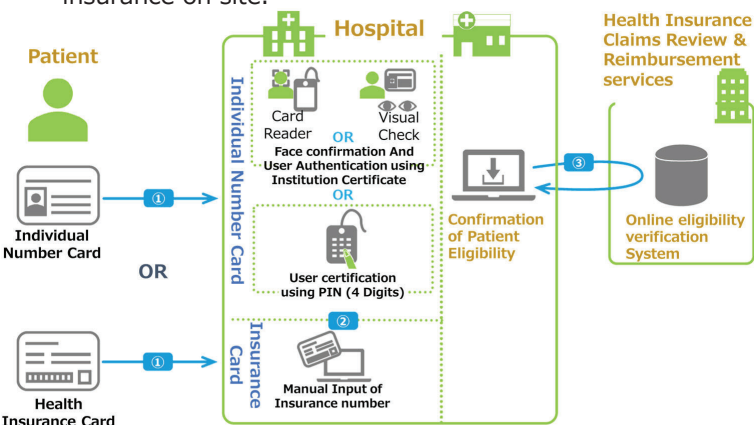 insurance on-site.
Patient
Hospital
Health Insurance
Claims Review &
Reimbursement
services
Individual Number Card
Card
Reader
Visual
Check
OR
Face confirmation And
User Authentication using
Institution Certificate
OR
①
Individual
Number Card
User certification
using PIN (4 Digits)
Confirmation
of Patient
Eligibility
③
Online eligibility
verification
System
OR
②
Insurance
Card
①
Manual Input of
Insurance number
Health
Insurance Card